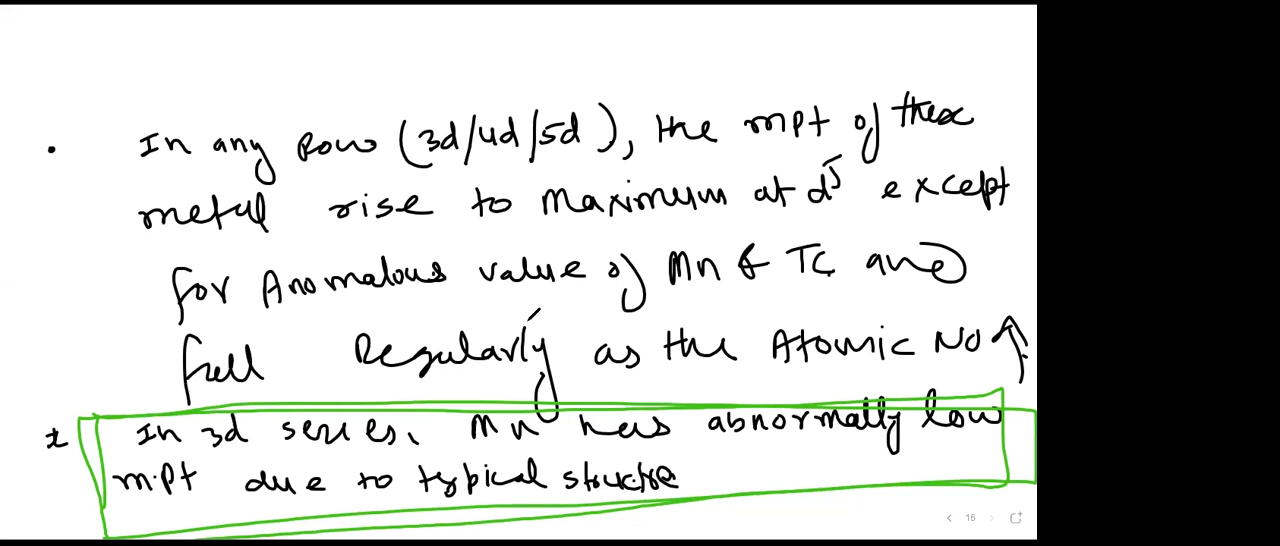 • In any Row (3d/4d/5d), the mpt of these
metal rise to maximum at d⁵ except
for Anomalous value of Mn & Tc and
fall Regularly as the Atomic No ↑.
* In 3d series, Mn has abnormally low
m.pt due to typical structre
16